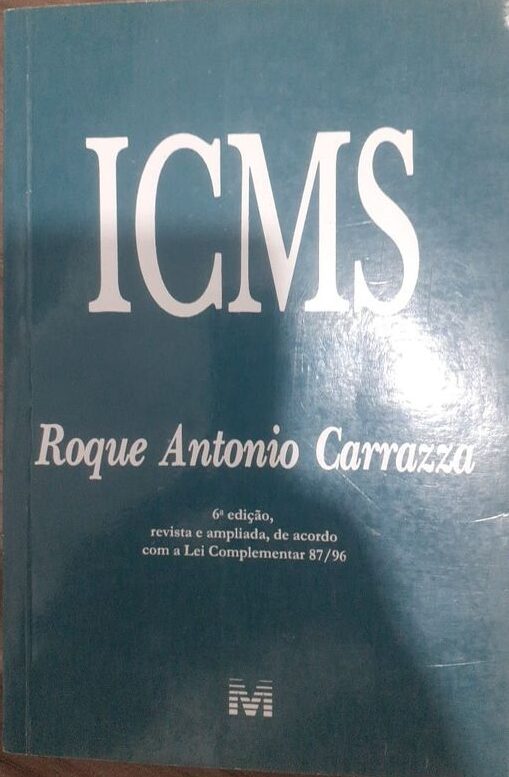 ICMS
Roque Antonio Carrazza
6ª edição,
revista e ampliada, de acordo
com a Lei Complementar 87/96
M